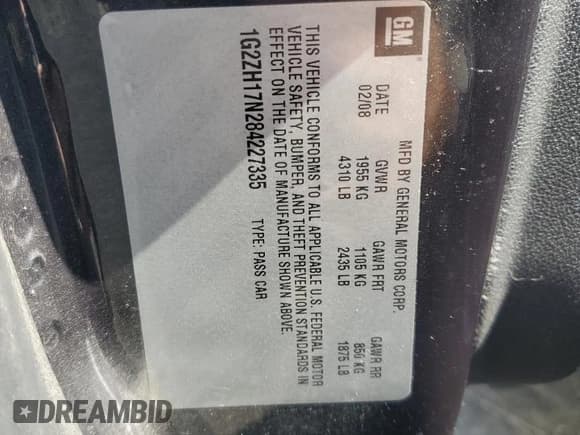 GM
MFD BY GENERAL MOTORS CORP.
DATE GVWR GAWR FRT GAWR RR
02/08 1955 KG 1105 KG 850 KG
4310 LB 2435 LB 1875 LB
THIS VEHICLE CONFORMS TO ALL APPLICABLE U.S. FEDERAL MOTOR
VEHICLE SAFETY, BUMPER, AND THEFT PREVENTION STANDARDS IN
EFFECT ON THE DATE OF MANUFACTURE SHOWN ABOVE.
1G2ZH17N284227335 TYPE: PASS CAR
DREAMBID